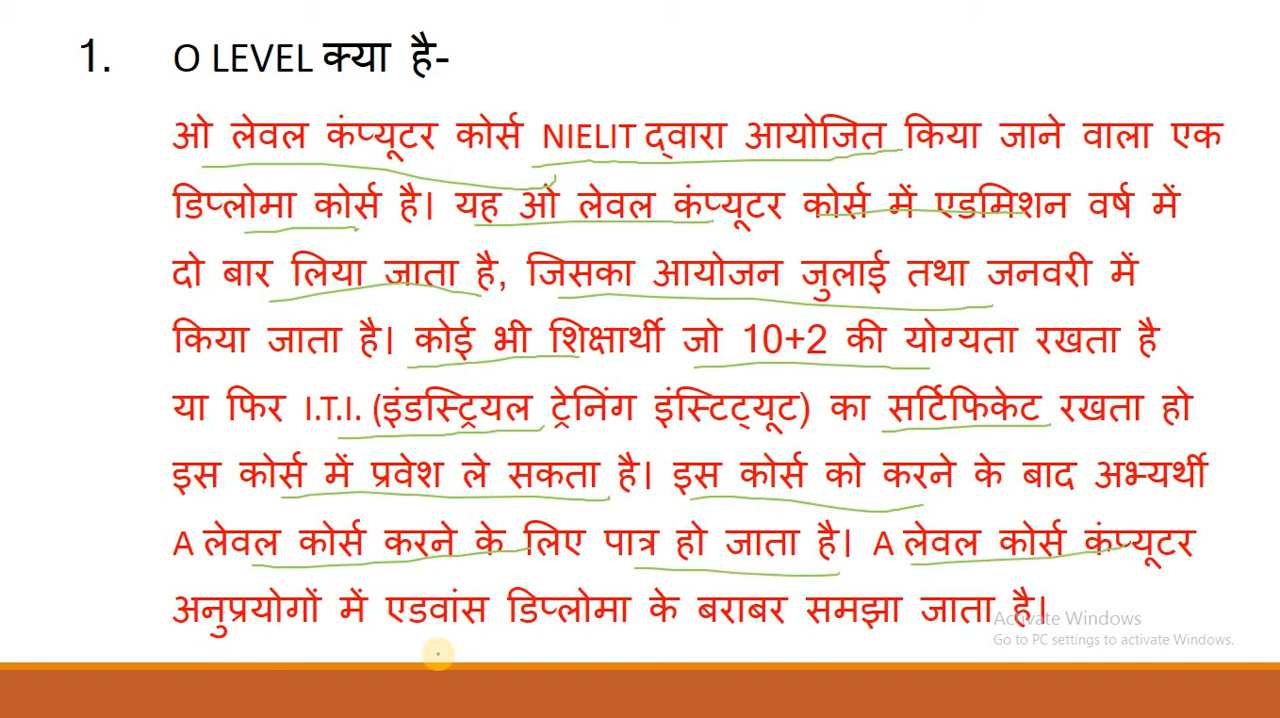 1. O LEVEL क्या है-
ओ लेवल कंप्यूटर कोर्स NIELIT द्वारा आयोजित किया जाने वाला एक
डिप्लोमा कोर्स है। यह ओ लेवल कंप्यूटर कोर्स में एडमिशन वर्ष में
दो बार लिया जाता है, जिसका आयोजन जुलाई तथा जनवरी में
किया जाता है। कोई भी शिक्षार्थी जो 10+2 की योग्यता रखता है
या फिर I.T.I. (इंडस्ट्रियल ट्रेनिंग इंस्टिट्यूट) का सर्टिफिकेट रखता हो
इस कोर्स में प्रवेश ले सकता है। इस कोर्स को करने के बाद अभ्यर्थी
A लेवल कोर्स करने के लिए पात्र हो जाता है। A लेवल कोर्स कंप्यूटर
अनुप्रयोगों में एडवांस डिप्लोमा के बराबर समझा जाता है।
Activate Windows
Go to PC settings to activate Windows.